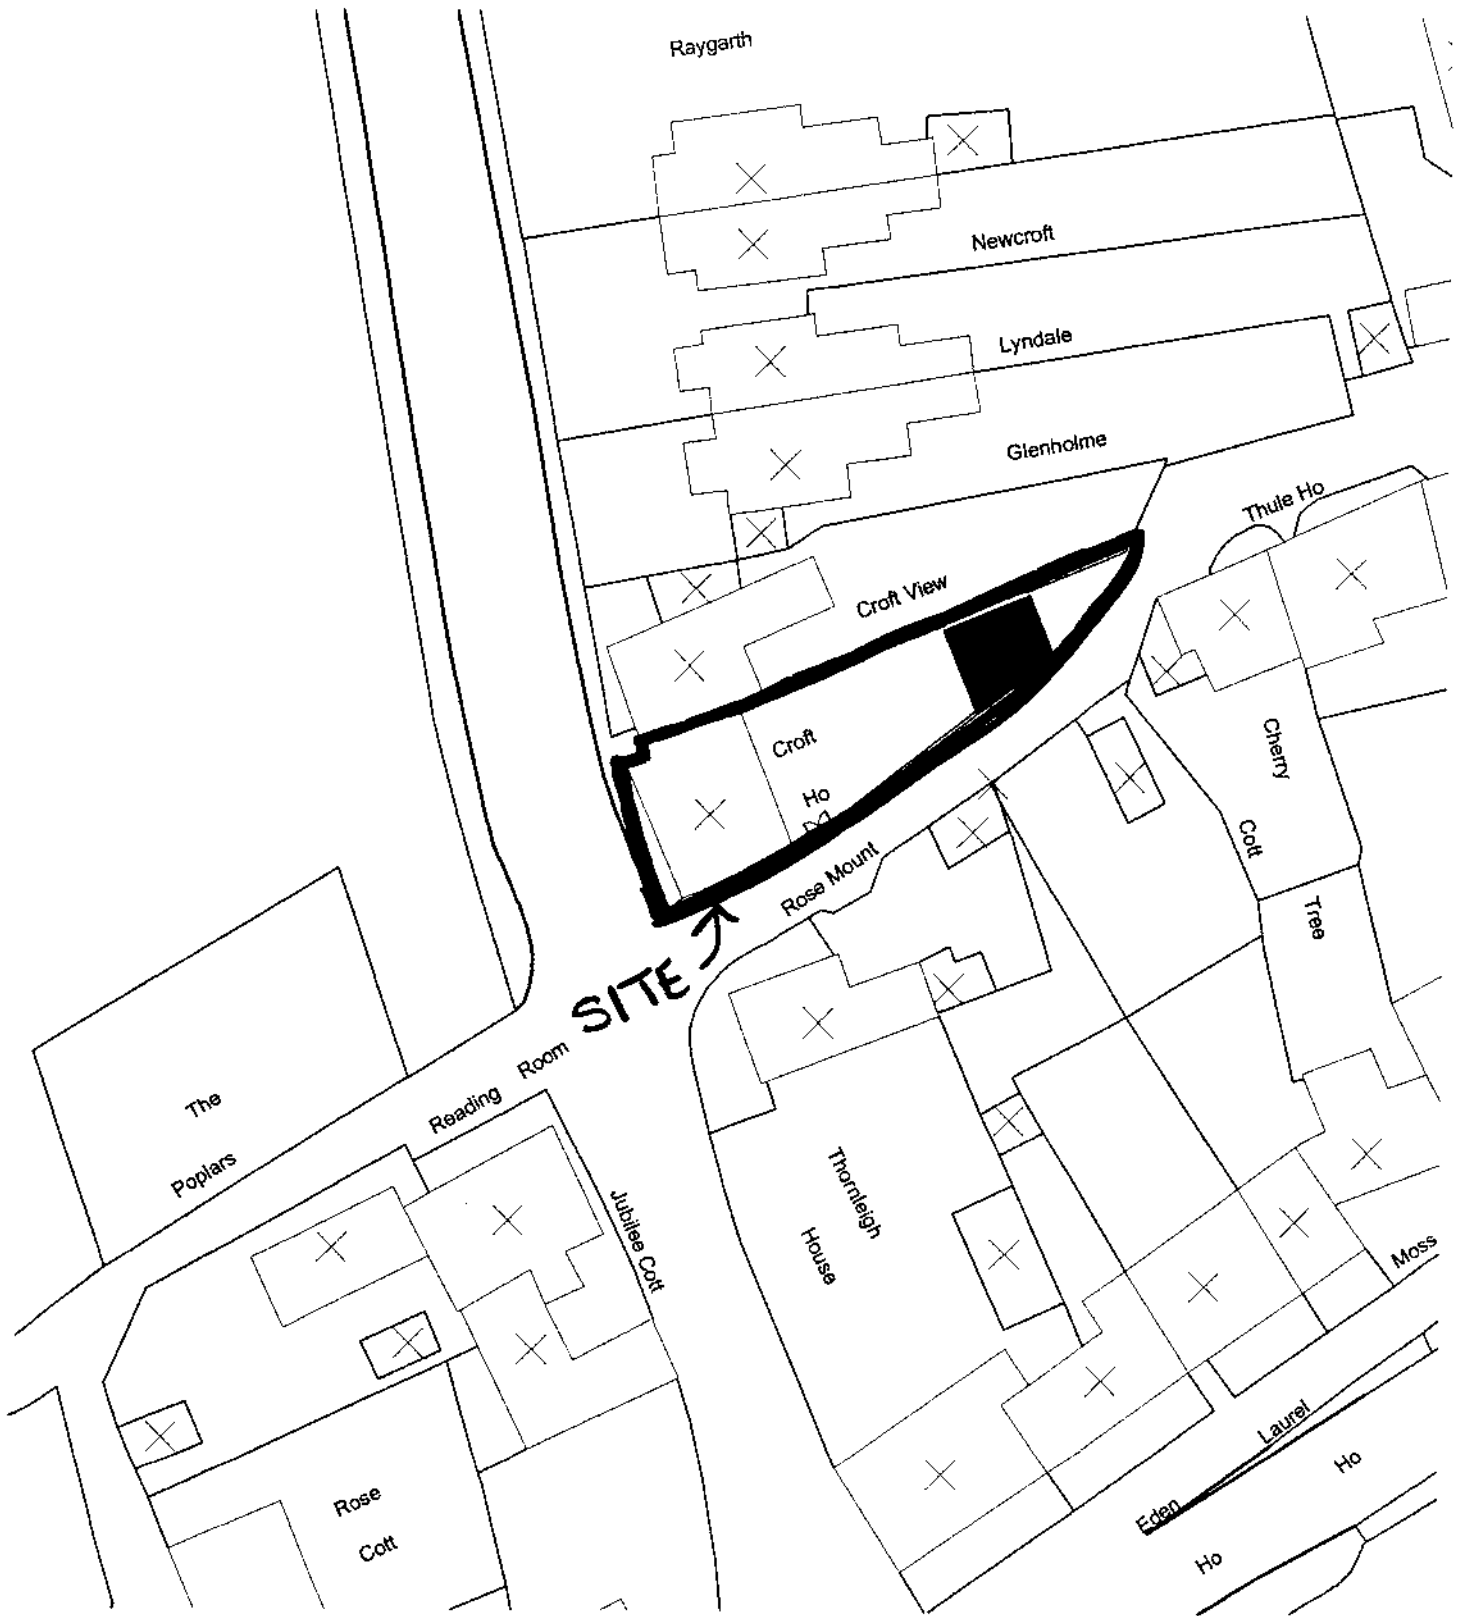 Raygarth
Newcroft
Lyndale
Glenholme
Thule Ho
Croft View
Croft
Ho
Cherry
Cott
Tree
Rose Mount
SITE
Reading Room
The
Poplars
Jubilee Cott
Thornleigh
House
Moss
Laurel
Ho
Eden
Ho
Rose
Cott